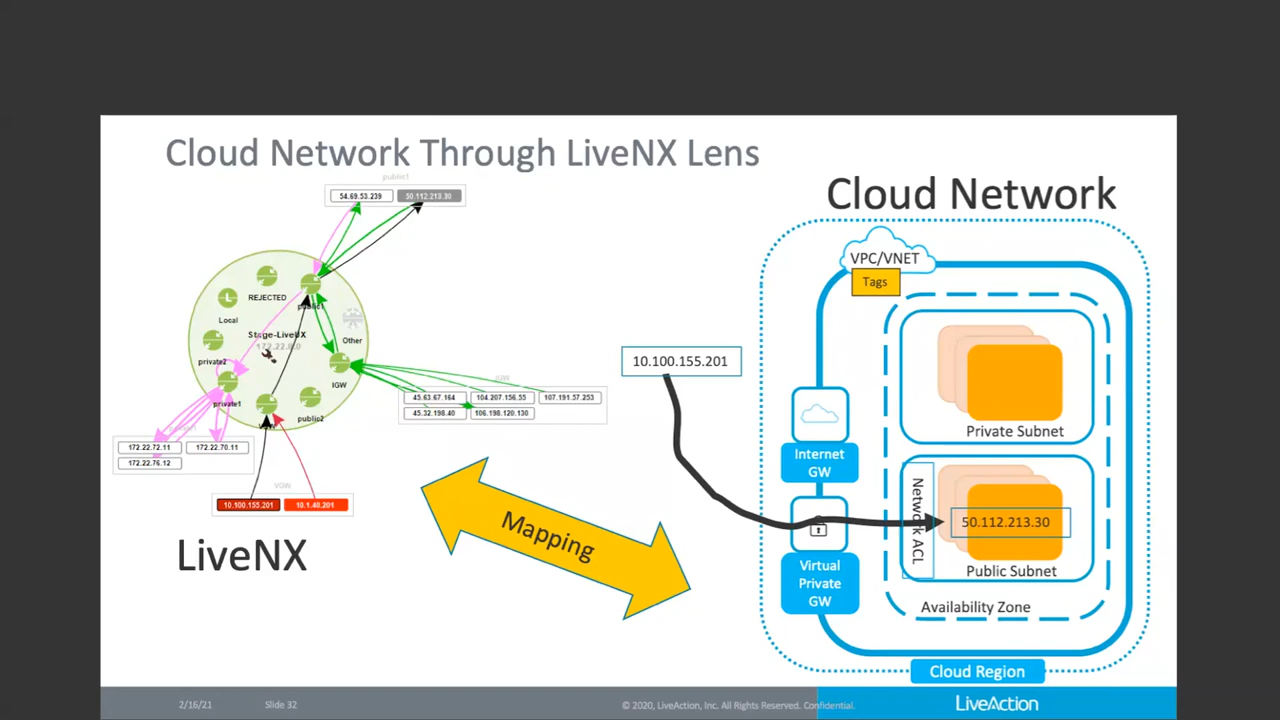 Cloud Network Through LiveNX Lens
public1
54.69.53.239
50.112.213.30
REJECTED
public1
Local
Stage-LiveNX
Other
private2
IGW
private1
public2
IGW
45.63.67.164
104.207.156.55
107.191.57.253
45.32.198.40
106.198.120.130
172.22.72.11
172.22.70.11
172.22.76.12
VGW
10.100.155.201
10.1.40.201
LiveNX
Mapping
Cloud Network
VPC/VNET
Tags
10.100.155.201
Private Subnet
Internet
GW
Network ACL
50.112.213.30
Virtual
Private
GW
Public Subnet
Availability Zone
Cloud Region
2/16/21
Slide 32
© 2020, LiveAction, Inc. All Rights Reserved. Confidential.
LiveAction